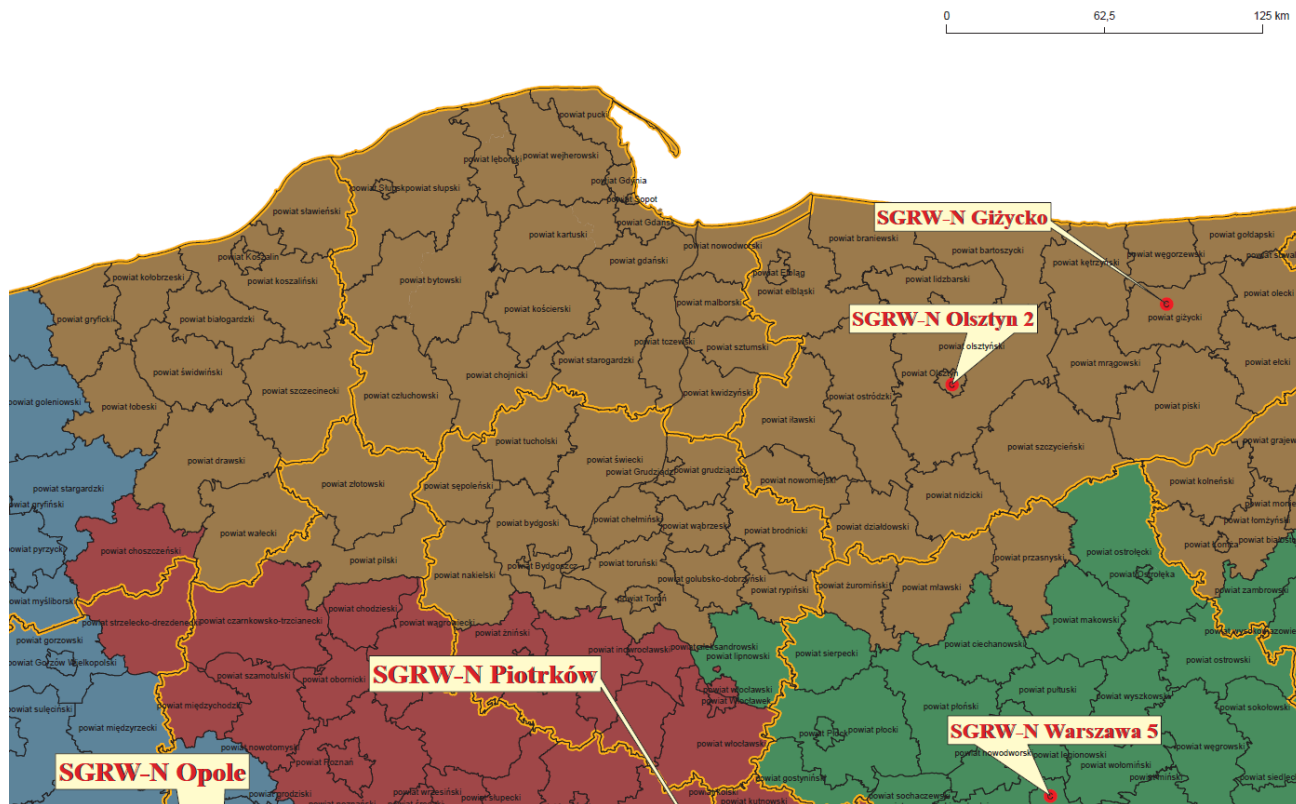 0 62,5 125 km
powiat pucki
powiat lęborski
powiat wejherowski
powiat Gdynia
powiat Słupsk
powiat słupski
powiat Sopot
powiat sławieński
SGRW-N Giżycko
powiat Gdańsk
powiat kartuski
powiat braniewski
powiat gołdapski
powiat nowodworski
powiat bartoszycki
powiat węgorzewski
powiat Koszalin
powiat gdański
powiat kętrzyński
powiat kołobrzeski
powiat koszaliński
powiat bytowski
powiat Elbląg
powiat lidzbarski
powiat elbląski
powiat olecki
powiat malborski
powiat kościerski
powiat gryficki
powiat białogardzki
SGRW-N Olsztyn 2
powiat giżycki
powiat tczewski
powiat sztumski
powiat olsztyński
powiat starogardzki
powiat mrągowski
powiat ełcki
powiat świdwiński
powiat chojnicki
powiat Olsztyn
powiat szczecinecki
powiat człuchowski
powiat kwidzyński
powiat ostródzki
powiat goleniowski
powiat łobeski
powiat piski
powiat iławski
powiat tucholski
powiat szczycieński
powiat drawski
powiat świecki
powiat Grudziądz
powiat grudziądzki
powiat złotowski
powiat sępoleński
powiat nowomiejski
powiat kolneński
powiat stargardzki
powiat nidzicki
powiat chełmiński
powiat bydgoski
powiat wąbrzeski
powiat brodnicki
powiat działdowski
powiat łomżyński
powiat wałecki
powiat choszczeński
powiat przasnyski
powiat ostrołęcki
powiat pilski
powiat Bydgoszcz
powiat toruński
powiat nakielski
powiat golubsko-dobrzyński
powiat żuromiński
powiat mławski
powiat Ostrołęka
powiat rypiński
powiat zambrowski
powiat Toruń
powiat chodzieski
powiat makowski
powiat strzelecko-drezdenecki
powiat czarnkowsko-trzcianecki
powiat wągrowiecki
powiat żniński
powiat gorzowski
powiat inowrocławski
powiat aleksandrowski
powiat ciechanowski
powiat lipnowski
powiat sierpecki
powiat Gorzów Wielkopolski
powiat ostrowski
SGRW-N Piotrków
powiat szamotulski
powiat obornicki
powiat pułtuski
powiat wyszkowski
powiat sulęciński
powiat międzychodzki
powiat płoński
powiat sokołowski
powiat międzyrzecki
powiat płocki
SGRW-N Warszawa 5
powiat włocławski
powiat nowotomyski
powiat węgrowski
powiat nowodworski
powiat legionowski
powiat Poznań
SGRW-N Opole
powiat wołomiński
powiat gostyniński
powiat grodziski
powiat wrzesiński
powiat słupecki
powiat sochaczewski
powiat kutnowski